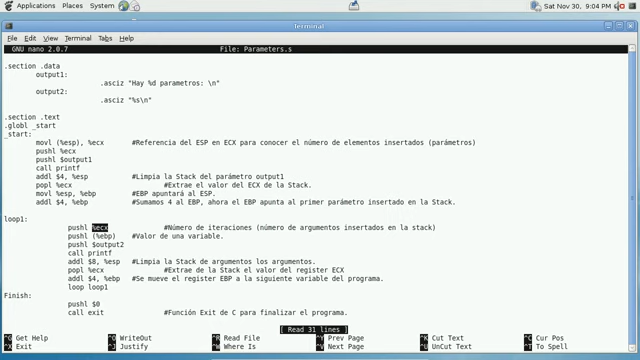 Applications Places System Sat Nov 30, 9:04 PM
Terminal
File Edit View Terminal Tabs Help
GNU nano 2.0.7 File: Parameters.s
.section .data
output1:
.asciz "Hay %d parametros: \n"
output2:
.asciz "%s\n"
.section .text
.globl _start
_start:
movl (%esp), %ecx #Referencia del ESP en ECX para conocer el número de elementos insertados (parámetros)
pushl %ecx
pushl $output1
call printf
addl $4, %esp #Limpia la Stack del parámetro output1
popl %ecx #Extrae el valor del ECX de la Stack.
movl %esp, %ebp #EBP apuntará al ESP.
addl $4, %ebp #Sumamos 4 al EBP, ahora el EBP apunta al primer parámetro insertado en la Stack.
loop1:
pushl %ecx #Número de iteraciones (número de argumentos insertados en la stack)
pushl (%ebp) #Valor de una variable.
pushl $output2
call printf
addl $8, %esp #Limpia la Stack de argumentos los argumentos.
popl %ecx #Extrae de la Stack el valor del register ECX
addl $4, %ebp #Se mueve el register EBP a la siguiente variable del programa.
loop loop1
Finish:
pushl $0
call exit #Función Exit de C para finalizar el programa.
[ Read 31 lines ]
^G Get Help ^O WriteOut ^R Read File ^Y Prev Page ^K Cut Text ^C Cur Pos
^X Exit ^J Justify ^W Where Is ^V Next Page ^U UnCut Text ^T To Spell